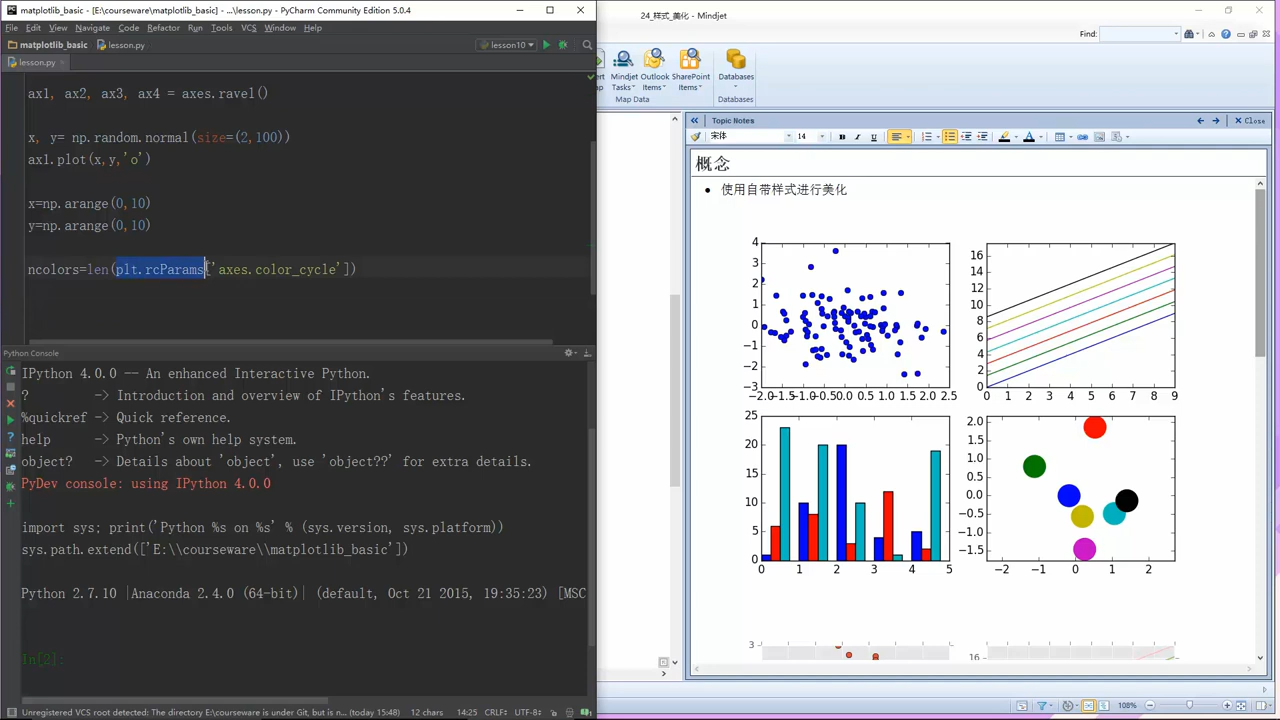 matplotlib_basic - [E:\courseware\matplotlib_basic] - ...\lesson.py - PyCharm Community Edition 5.0.4
File Edit View Navigate Code Refactor Run Tools VCS Window Help
matplotlib_basic lesson.py lesson10
lesson.py
ax1, ax2, ax3, ax4 = axes.ravel()
x, y= np.random.normal(size=(2,100))
ax1.plot(x,y,'o')
x=np.arange(0,10)
y=np.arange(0,10)
ncolors=len(plt.rcParams['axes.color_cycle'])
Python Console
IPython 4.0.0 -- An enhanced Interactive Python.
? -> Introduction and overview of IPython's features.
%quickref -> Quick reference.
help -> Python's own help system.
object? -> Details about 'object', use 'object??' for extra details.
PyDev console: using IPython 4.0.0
import sys; print('Python %s on %s' % (sys.version, sys.platform))
sys.path.extend(['E:\\courseware\\matplotlib_basic'])
Python 2.7.10 |Anaconda 2.4.0 (64-bit)| (default, Oct 21 2015, 19:35:23) [MSC
In[2]:
Unregistered VCS root detected: The directory E:\courseware is under Git, but is n... (today 15:48) 12 chars 14:25 CRLF÷ UTF-8÷
24_样式_美化 - Mindjet
Find:
Mindjet Tasks Outlook Items SharePoint Items Databases
Map Data Databases
Topic Notes Close
宋体 14 B I U A
概念
• 使用自带样式进行美化
4
3
2
1
0
−1
−2
−3
−2.0−1.5−1.0−0.5 0.0 0.5 1.0 1.5 2.0 2.5
16
14
12
10
8
6
4
2
0
0 1 2 3 4 5 6 7 8 9
25
20
15
10
5
0
0 1 2 3 4 5
2.0
1.5
1.0
0.5
0.0
−0.5
−1.0
−1.5
−2 −1 0 1 2
3
16
108%